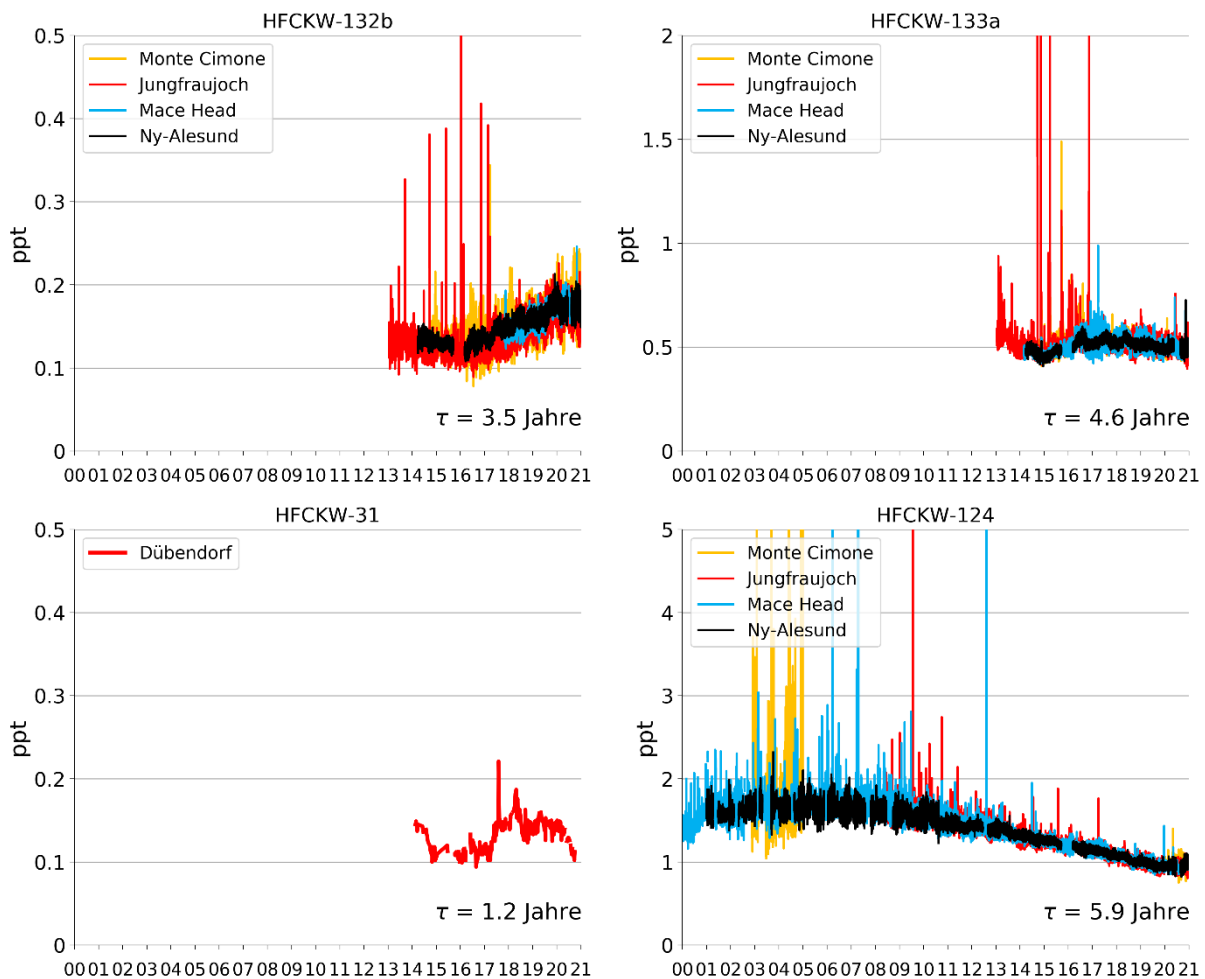 HFCKW-132b
0.5
0.4
0.3
0.2
0.1
0
ppt
Monte Cimone
Jungfraujoch
Mace Head
Ny-Alesund
τ = 3.5 Jahre
00 01 02 03 04 05 06 07 08 09 10 11 12 13 14 15 16 17 18 19 20 21
HFCKW-133a
2
1.5
1
0.5
0
ppt
Monte Cimone
Jungfraujoch
Mace Head
Ny-Alesund
τ = 4.6 Jahre
00 01 02 03 04 05 06 07 08 09 10 11 12 13 14 15 16 17 18 19 20 21
HFCKW-31
0.5
0.4
0.3
0.2
0.1
0
ppt
Dübendorf
τ = 1.2 Jahre
00 01 02 03 04 05 06 07 08 09 10 11 12 13 14 15 16 17 18 19 20 21
HFCKW-124
5
4
3
2
1
0
ppt
Monte Cimone
Jungfraujoch
Mace Head
Ny-Alesund
τ = 5.9 Jahre
00 01 02 03 04 05 06 07 08 09 10 11 12 13 14 15 16 17 18 19 20 21